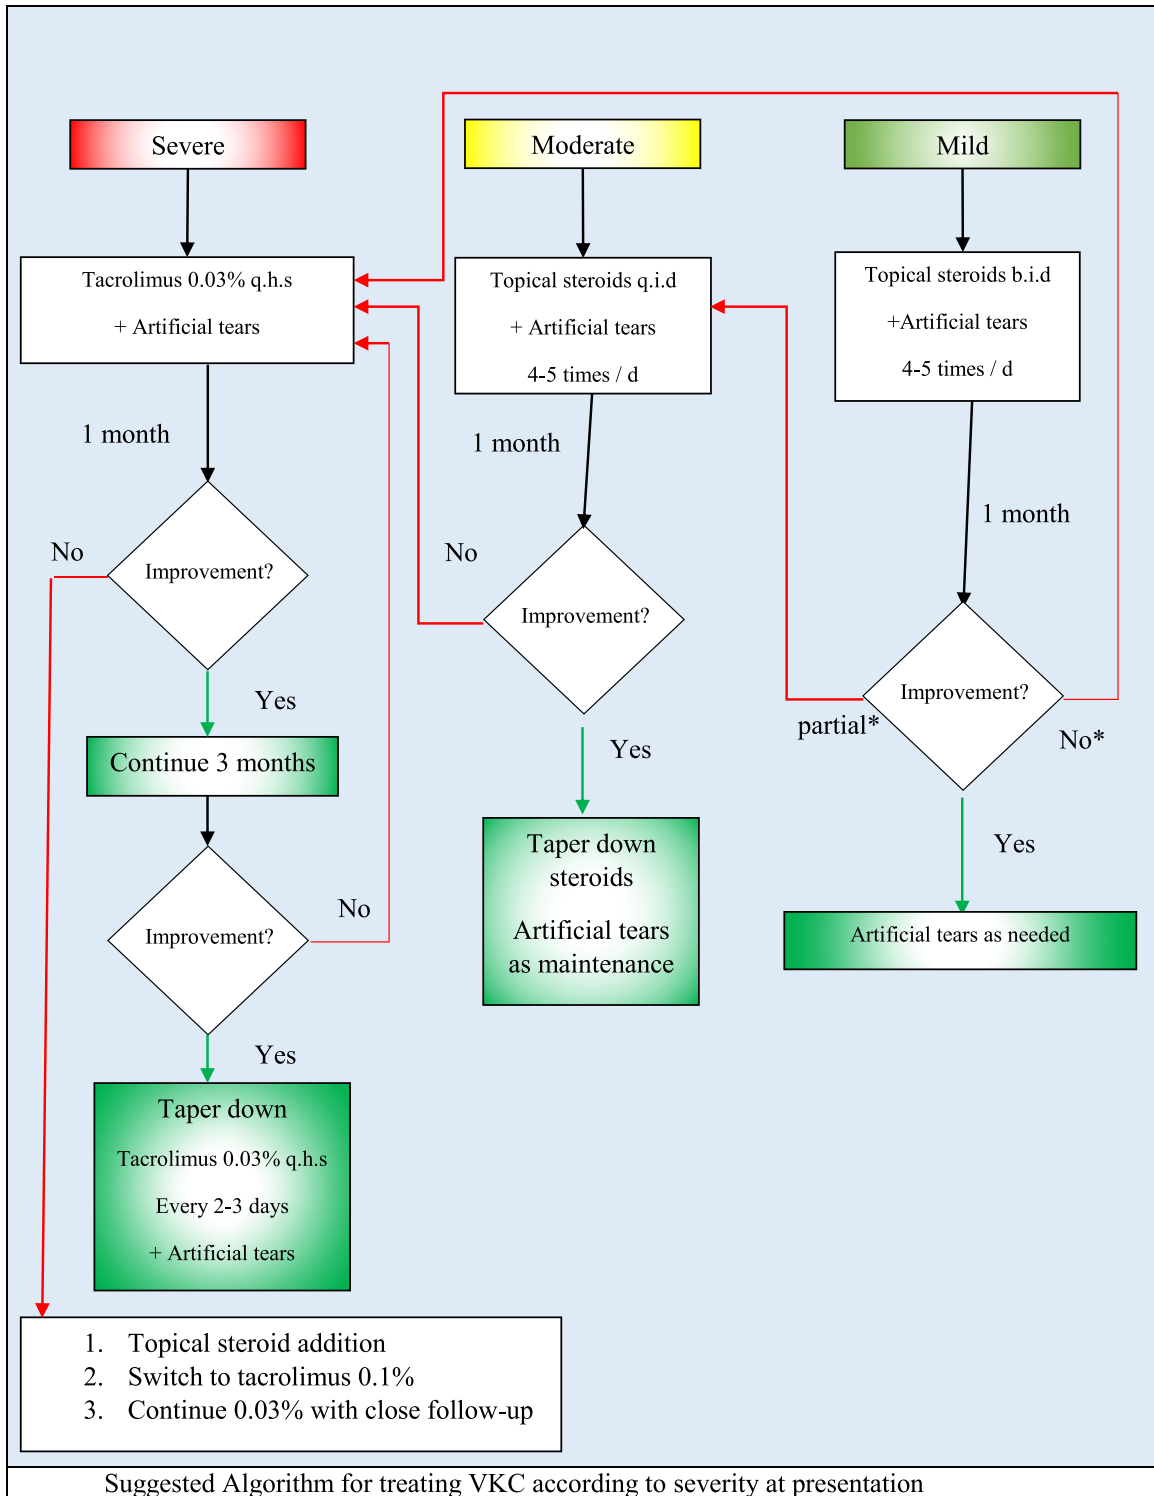 Severe
Moderate
Mild
Tacrolimus 0.03% q.h.s
+ Artificial tears
Topical steroids q.i.d
+ Artificial tears
4-5 times / d
Topical steroids b.i.d
+Artificial tears
4-5 times / d
1 month
1 month
1 month
No
Improvement?
No
Improvement?
Improvement?
partial*
No*
Yes
Continue 3 months
Yes
Yes
Improvement?
No
Taper down
steroids
Artificial tears
as maintenance
Artificial tears as needed
Yes
Taper down
Tacrolimus 0.03% q.h.s
Every 2-3 days
+ Artificial tears
1. Topical steroid addition
2. Switch to tacrolimus 0.1%
3. Continue 0.03% with close follow-up
Suggested Algorithm for treating VKC according to severity at presentation